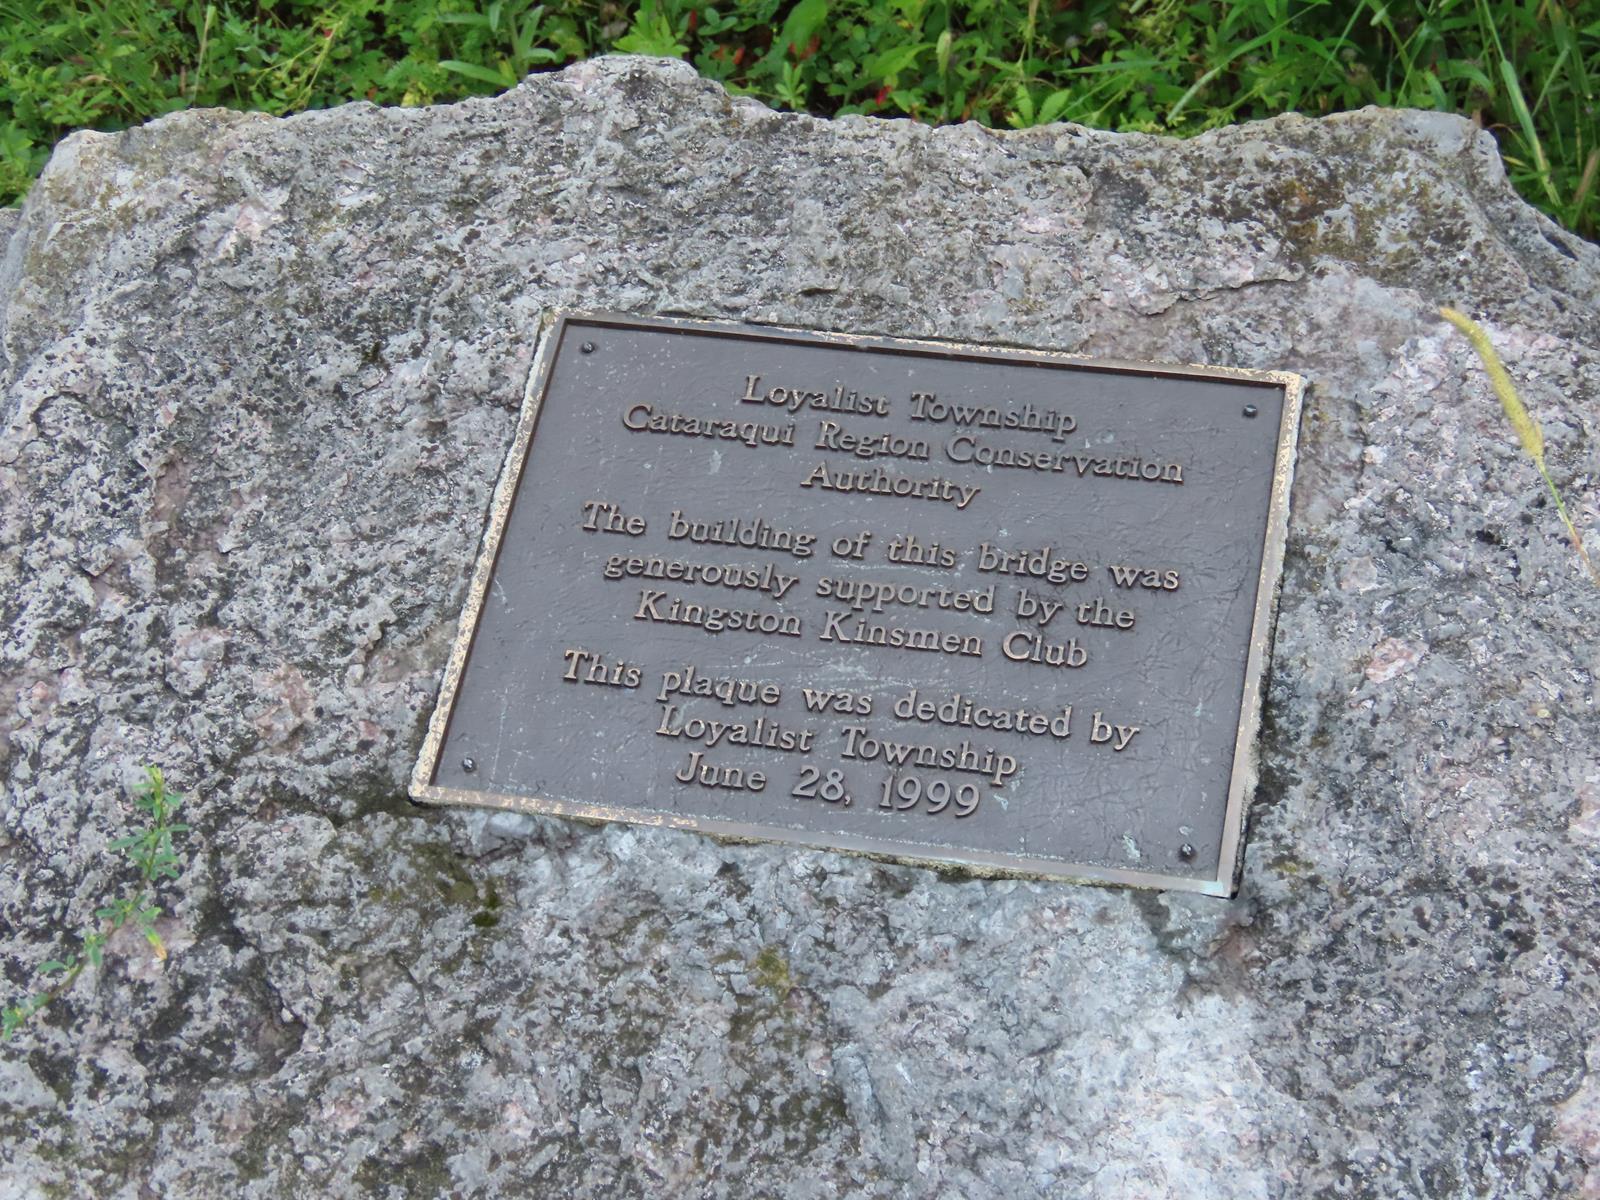 Loyalist Township
Cataraqui Region Conservation
Authority
The building of this bridge was
generously supported by the
Kingston Kinsmen Club
This plaque was dedicated by
Loyalist Township
June 28, 1999